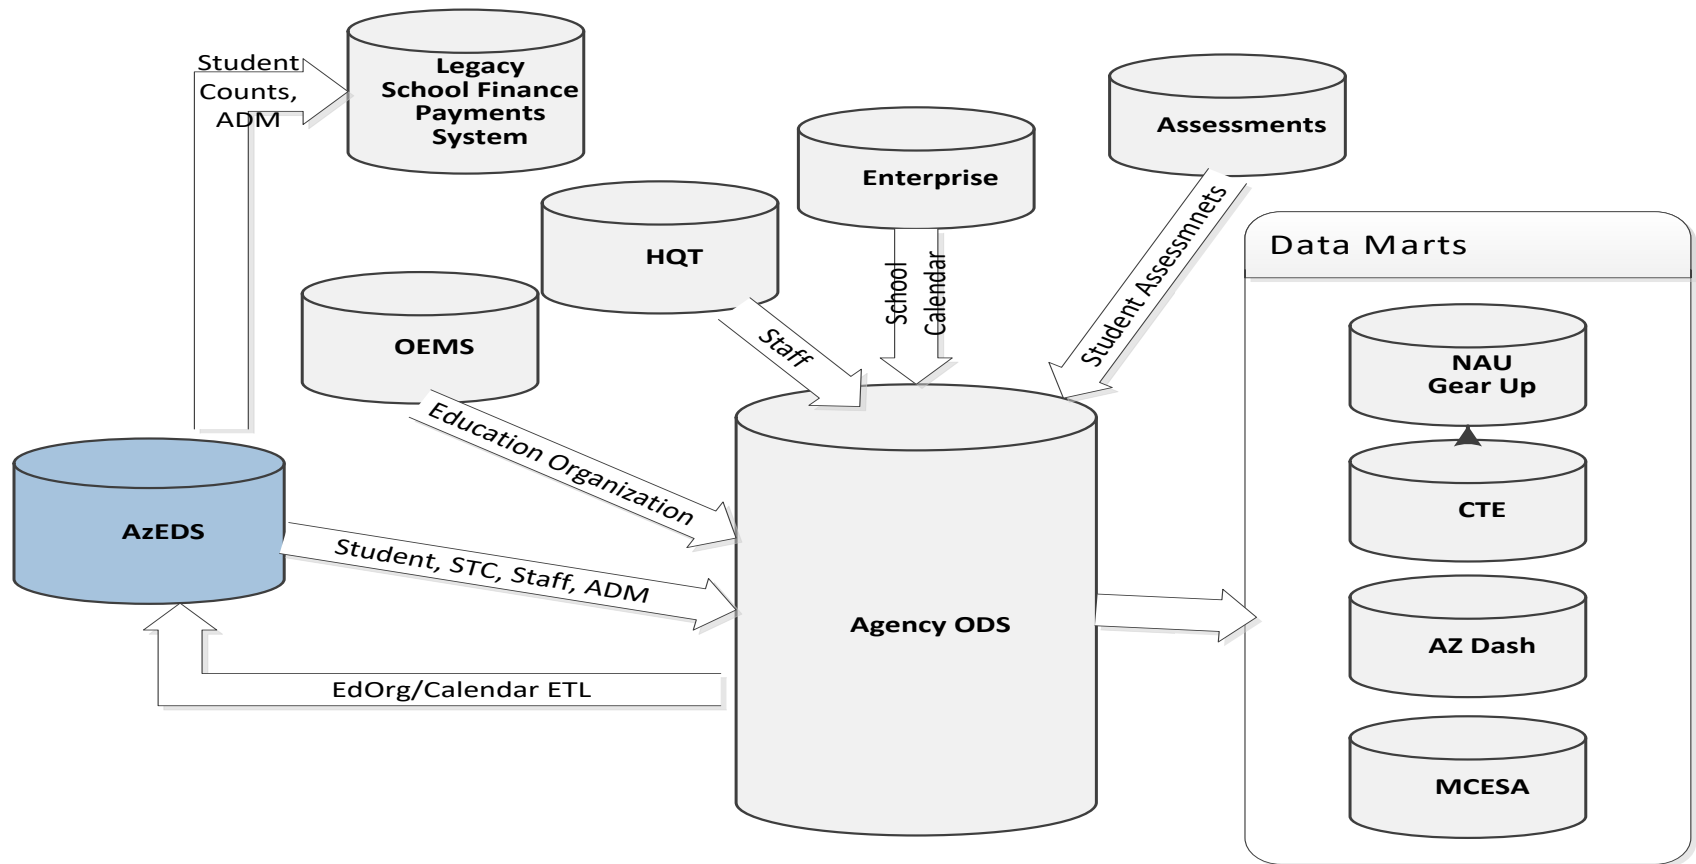 Student
Counts,
ADM
Legacy
School Finance
Payments
System
HQT
Enterprise
Assessments
OEMS
Staff
School
Calendar
Student Assessmnets
Data Marts
NAU
Gear Up
CTE
AZ Dash
MCESA
Education Organization
AzEDS
Student, STC, Staff, ADM
Agency ODS
EdOrg/Calendar ETL